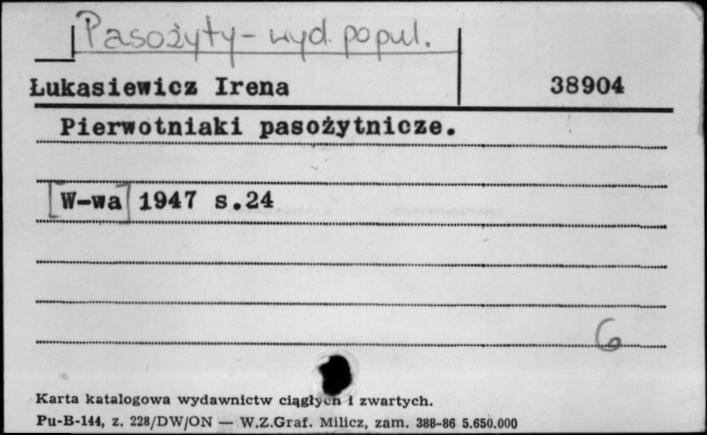 Pasożyty - wyd. popul.
Łukasiewicz Irena 38904
Pierwotniaki pasożytnicze.
[W-wa] 1947 s.24
6
Karta katalogowa wydawnictw ciągłych i zwartych.
Pu-B-144, z. 228/DW/ON — W.Z.Graf. Milicz, zam. 388-86 5.650.000